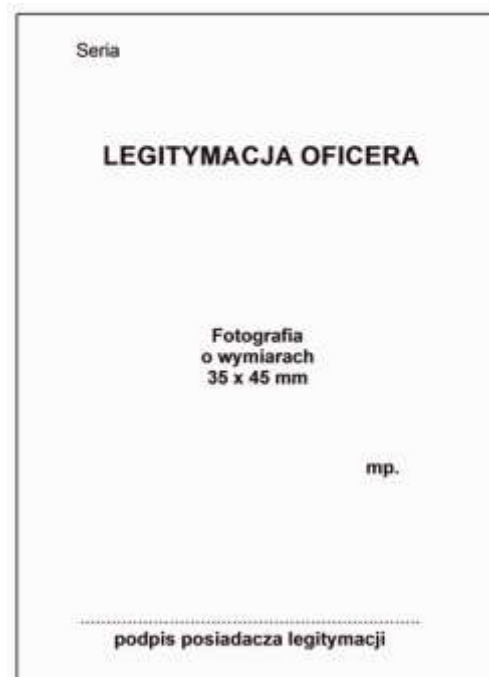 Seria
LEGITYMACJA OFICERA
Fotografia
o wymiarach
35 x 45 mm
mp.
podpis posiadacza legitymacji